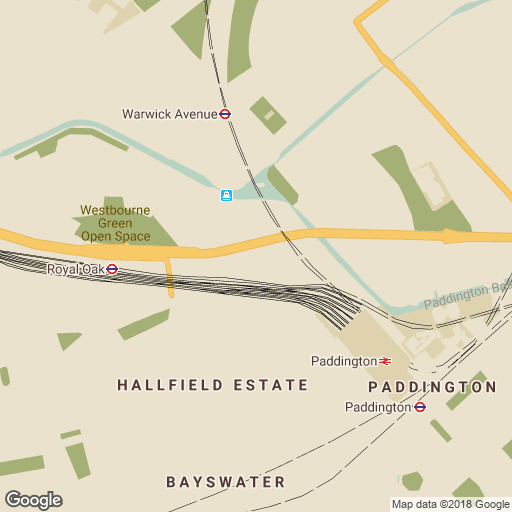 Warwick Avenue
Westbourne
Green
Open Space
Royal Oak
Paddington
Paddington
HALLFIELD ESTATE
PADDINGTON
Paddington
BAYSWATER
Google
Map data ©2018 Google